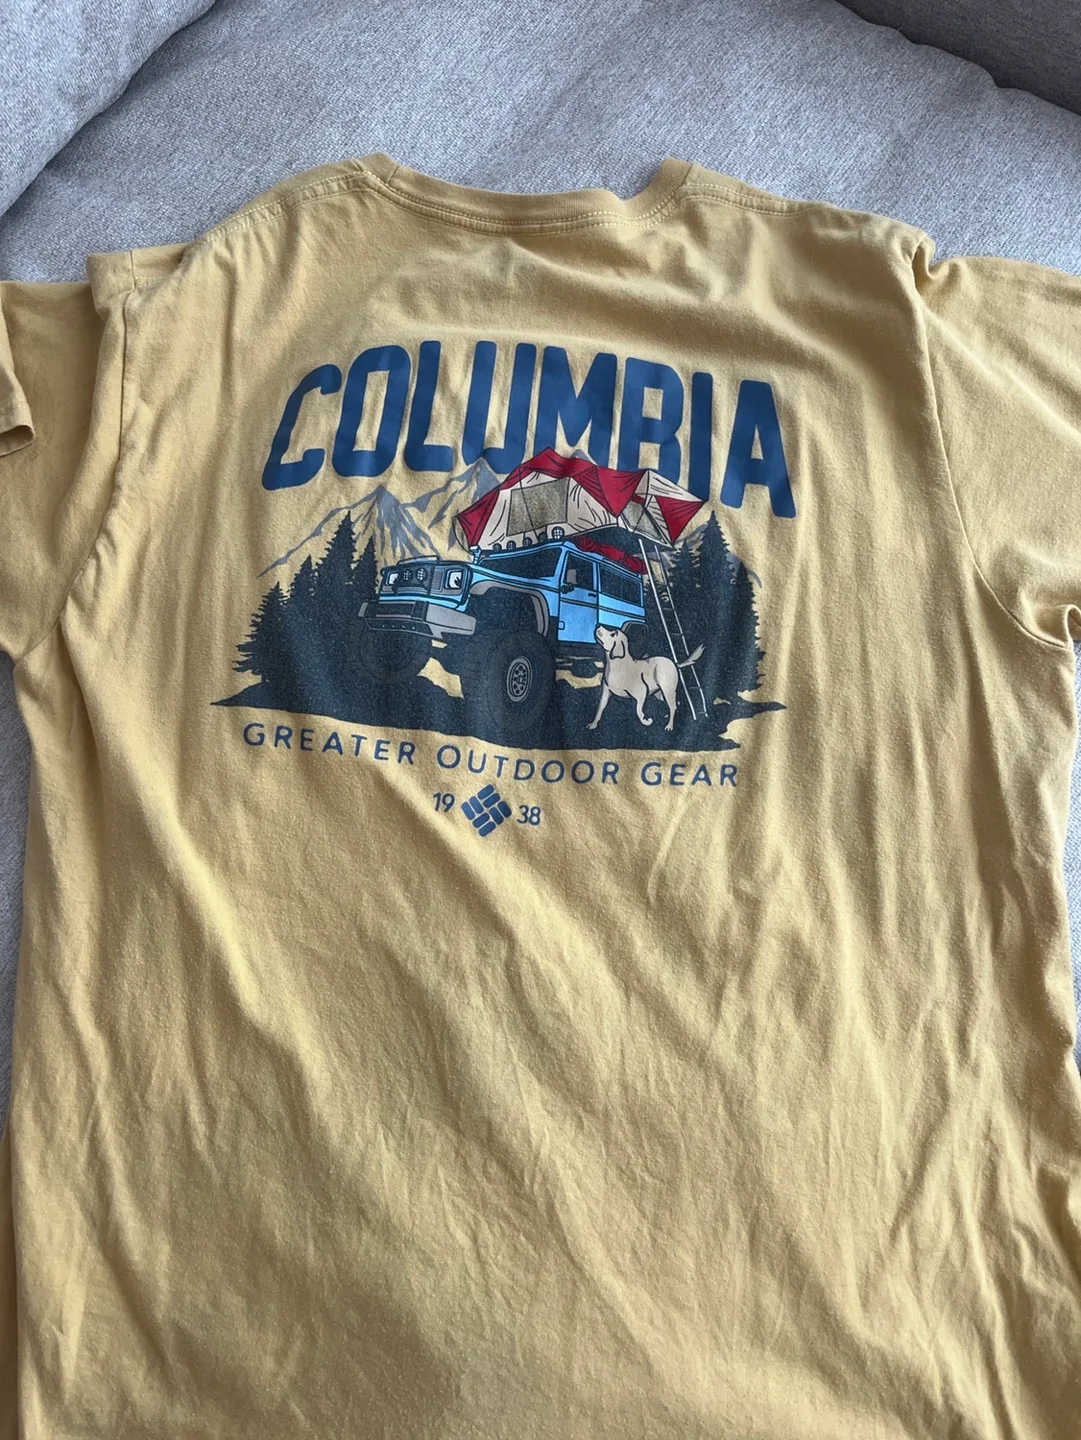 COLUMBIA
GREATER OUTDOOR GEAR
19 38